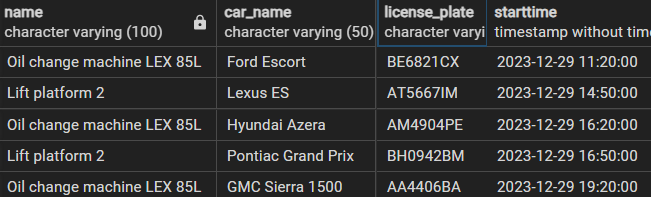 name car_name license_plate starttime
character varying (100) character varying (50) character varyi timestamp without time
Oil change machine LEX 85L Ford Escort BE6821CX 2023-12-29 11:20:00
Lift platform 2 Lexus ES AT5667IM 2023-12-29 14:50:00
Oil change machine LEX 85L Hyundai Azera AM4904PE 2023-12-29 16:20:00
Lift platform 2 Pontiac Grand Prix BH0942BM 2023-12-29 16:50:00
Oil change machine LEX 85L GMC Sierra 1500 AA4406BA 2023-12-29 19:20:00